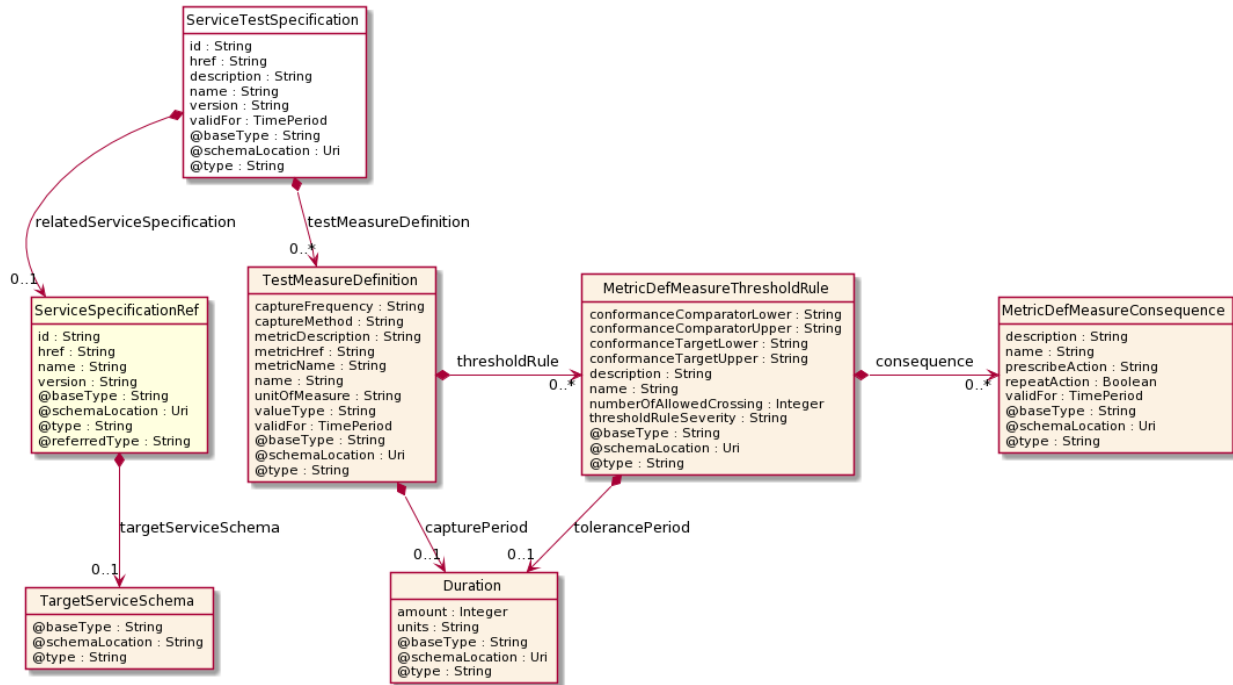 ServiceTestSpecification
id : String
href : String
description : String
name : String
version : String
validFor : TimePeriod
@baseType : String
@schemaLocation : Uri
@type : String
relatedServiceSpecification
testMeasureDefinition
0..1
0..*
ServiceSpecificationRef
id : String
href : String
name : String
version : String
@baseType : String
@schemaLocation : Uri
@type : String
@referredType : String
TestMeasureDefinition
captureFrequency : String
captureMethod : String
metricDescription : String
metricHref : String
metricName : String
name : String
unitOfMeasure : String
valueType : String
validFor : TimePeriod
@baseType : String
@schemaLocation : Uri
@type : String
thresholdRule
0..*
MetricDefMeasureThresholdRule
conformanceComparatorLower : String
conformanceComparatorUpper : String
conformanceTargetLower : String
conformanceTargetUpper : String
description : String
name : String
numberOfAllowedCrossing : Integer
thresholdRuleSeverity : String
@baseType : String
@schemaLocation : Uri
@type : String
consequence
0..*
MetricDefMeasureConsequence
description : String
name : String
prescribeAction : String
repeatAction : Boolean
validFor : TimePeriod
@baseType : String
@schemaLocation : Uri
@type : String
targetServiceSchema
0..1
capturePeriod
0..1
tolerancePeriod
0..1
TargetServiceSchema
@baseType : String
@schemaLocation : String
@type : String
Duration
amount : Integer
units : String
@baseType : String
@schemaLocation : Uri
@type : String